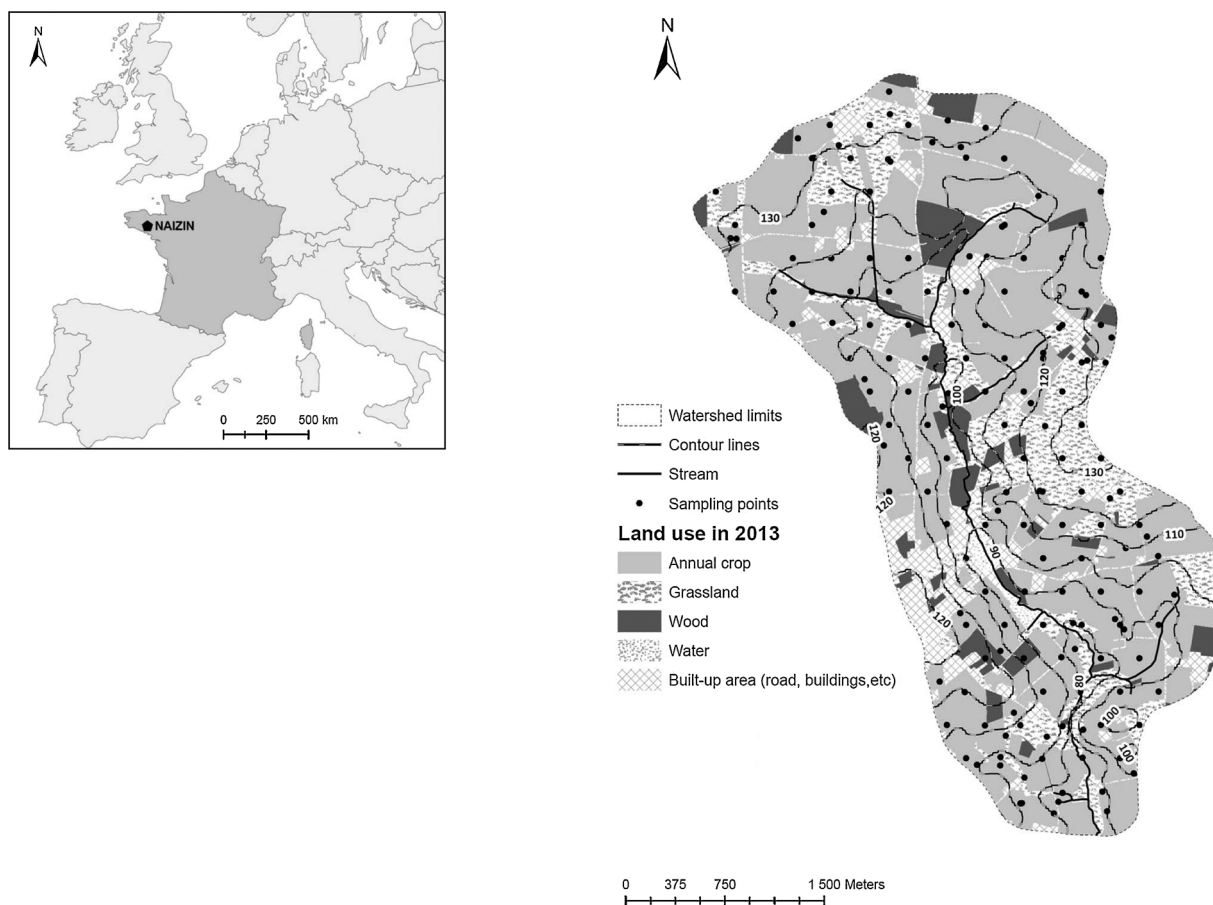 N
NAIZIN
0 250 500 km
N
130
100
120
120
130
120
110
90
120
80
100
100
Watershed limits
Contour lines
Stream
Sampling points
Land use in 2013
Annual crop
Grassland
Wood
Water
Built-up area (road, buildings,etc)
0 375 750 1 500 Meters